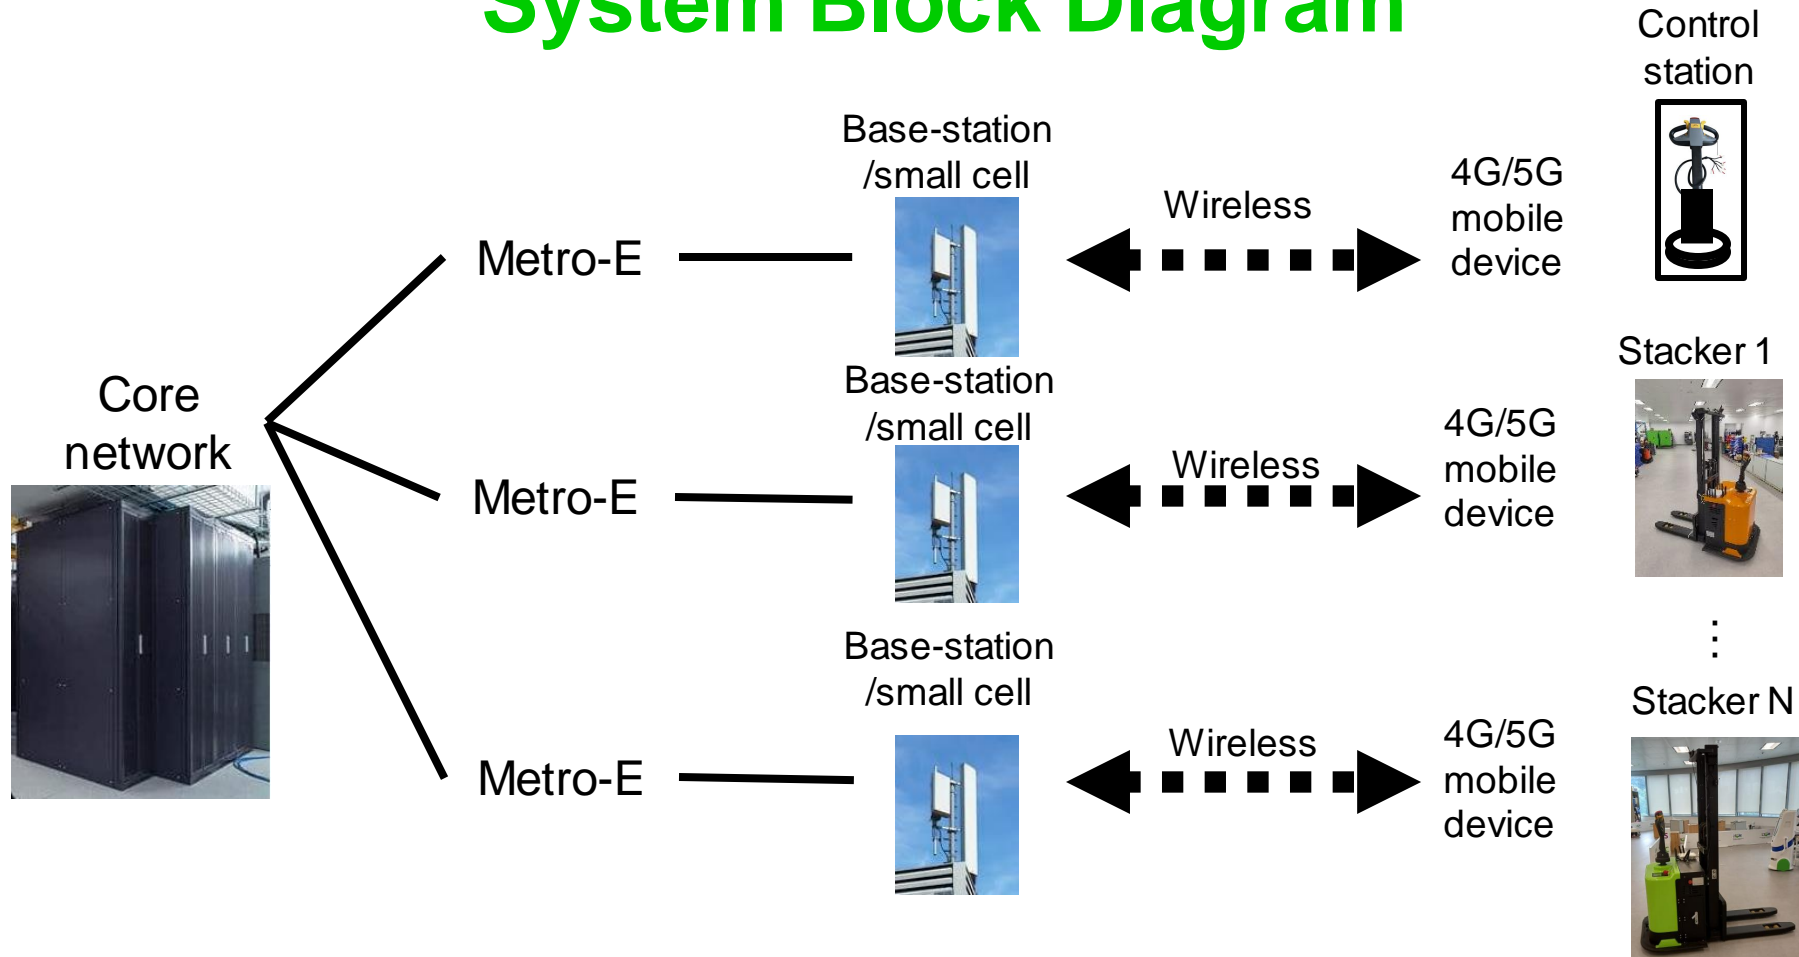 System Block Diagram
Control
station
Base-station
/small cell
Wireless
4G/5G
mobile
device
Metro-E
Stacker 1
Core
network
Base-station
/small cell
Wireless
4G/5G
mobile
device
Metro-E
⋮
Stacker N
Base-station
/small cell
Wireless
4G/5G
mobile
device
Metro-E